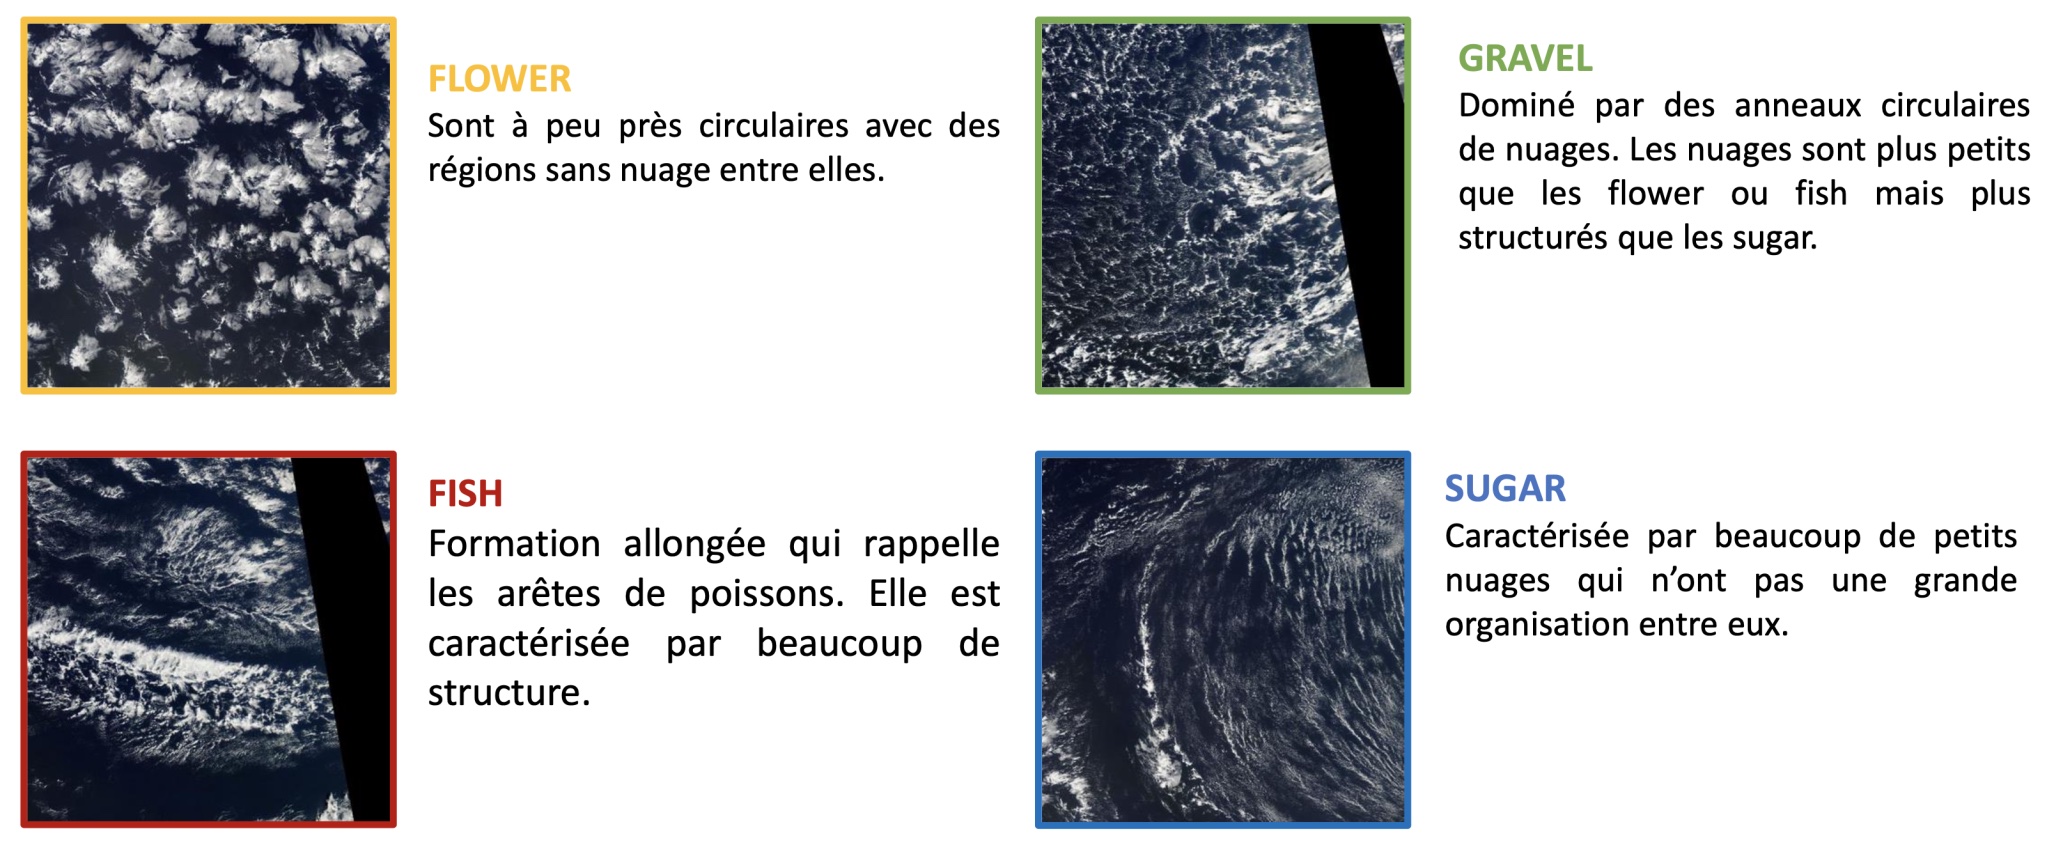 FLOWER
Sont à peu près circulaires avec des
régions sans nuage entre elles.
GRAVEL
Dominé par des anneaux circulaires
de nuages. Les nuages sont plus petits
que les flower ou fish mais plus
structurés que les sugar.
FISH
Formation allongée qui rappelle
les arêtes de poissons. Elle est
caractérisée par beaucoup de
structure.
SUGAR
Caractérisée par beaucoup de petits
nuages qui n’ont pas une grande
organisation entre eux.